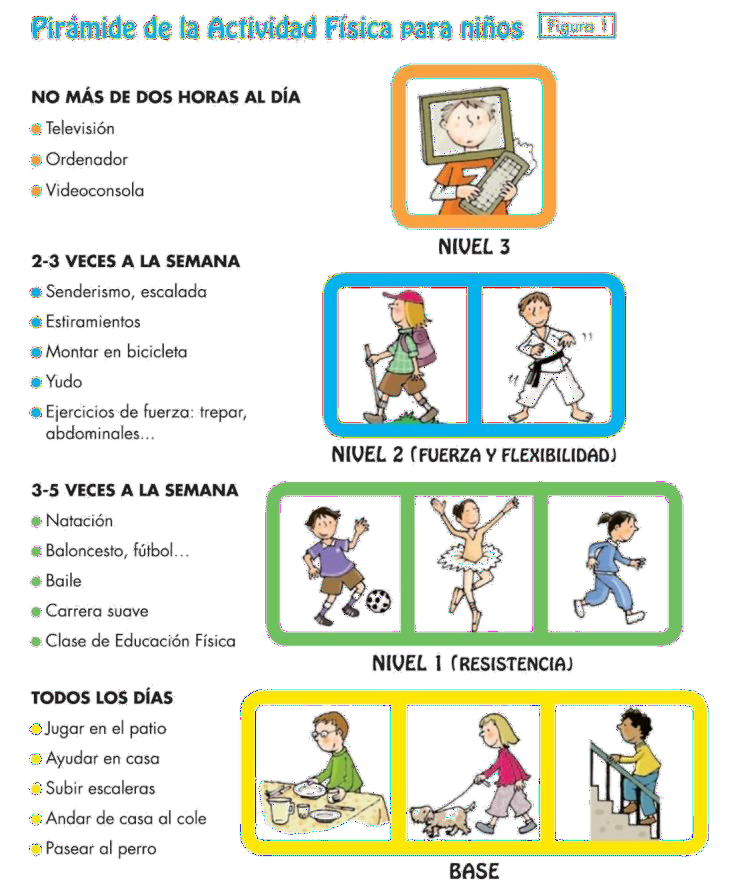 Pirámide de la Actividad Física para niños Figura 1
NO MÁS DE DOS HORAS AL DÍA
Televisión
Ordenador
Videoconsola
NIVEL 3
2-3 VECES A LA SEMANA
Senderismo, escalada
Estiramientos
Montar en bicicleta
Yudo
Ejercicios de fuerza: trepar,
abdominales...
NIVEL 2 (FUERZA Y FLEXIBILIDAD)
3-5 VECES A LA SEMANA
Natación
Baloncesto, fútbol...
Baile
Carrera suave
Clase de Educación Física
NIVEL 1 (RESISTENCIA)
TODOS LOS DÍAS
Jugar en el patio
Ayudar en casa
Subir escaleras
Andar de casa al cole
Pasear al perro
BASE